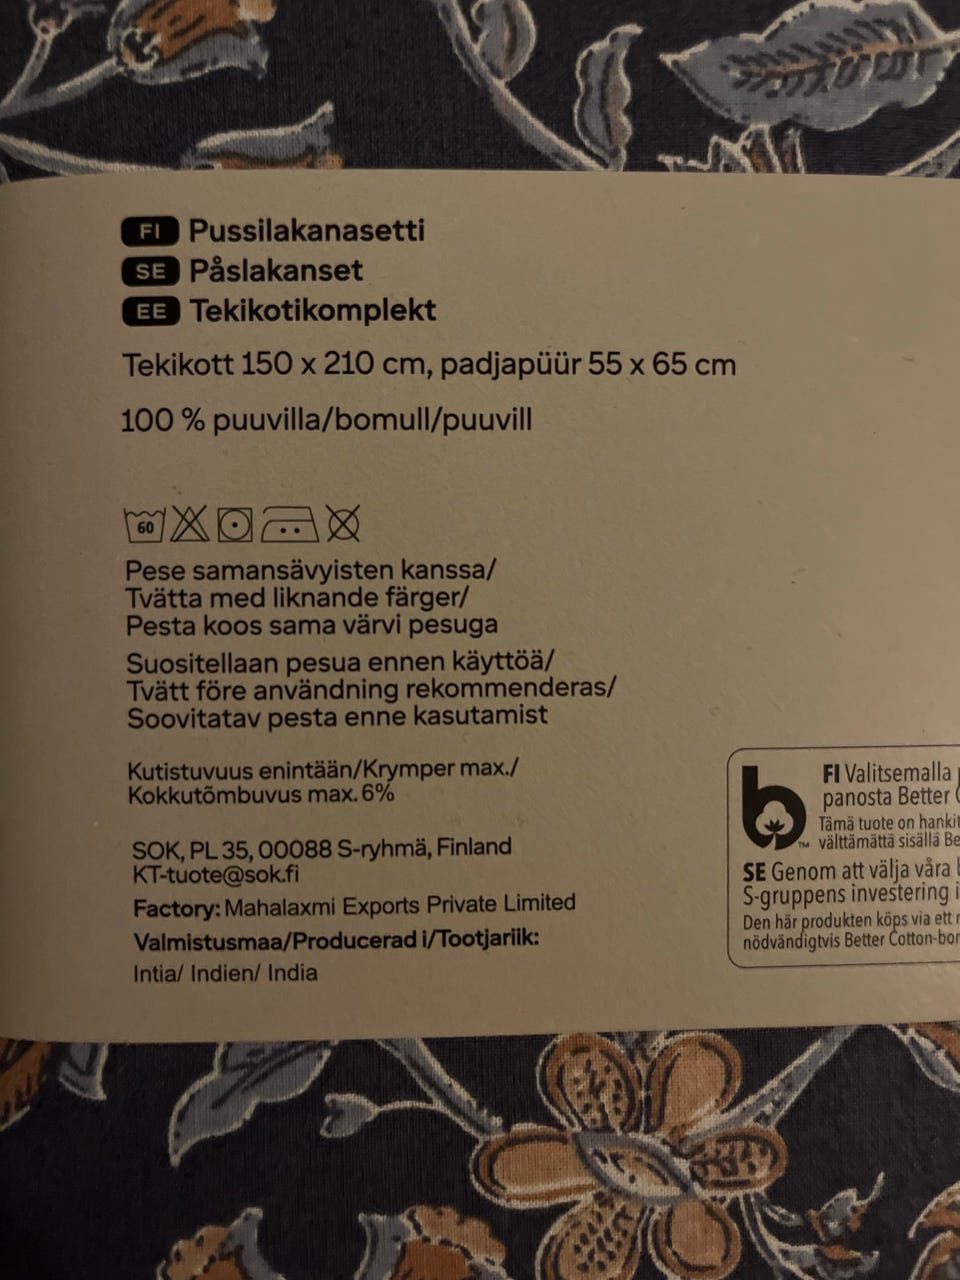 FI Pussilakanasetti
SE Påslakanset
EE Tekikotikomplekt
Tekikott 150 x 210 cm, padjapüür 55 x 65 cm
100 % puuvilla/bomull/puuvill
60
Pese samansävyisten kanssa/
Tvätta med liknande färger/
Pesta koos sama värvi pesuga
Suositellaan pesua ennen käyttöä/
Tvätt före användning rekommenderas/
Soovitatav pesta enne kasutamist
Kutistuvuus enintään/Krymper max./
Kokkutõmbuvus max. 6%
SOK, PL 35, 00088 S-ryhmä, Finland
KT-tuote@sok.fi
Factory: Mahalaxmi Exports Private Limited
Valmistusmaa/Producerad i/Tootjariik:
Intia/ Indien/ India
b TM
FI Valitsemalla
panosta Better
Tämä tuote on
välttämättä sisällä
SE Genom att välja våra
S-gruppens investering
Den här produkten köps via ett
nödvändigtvis Better